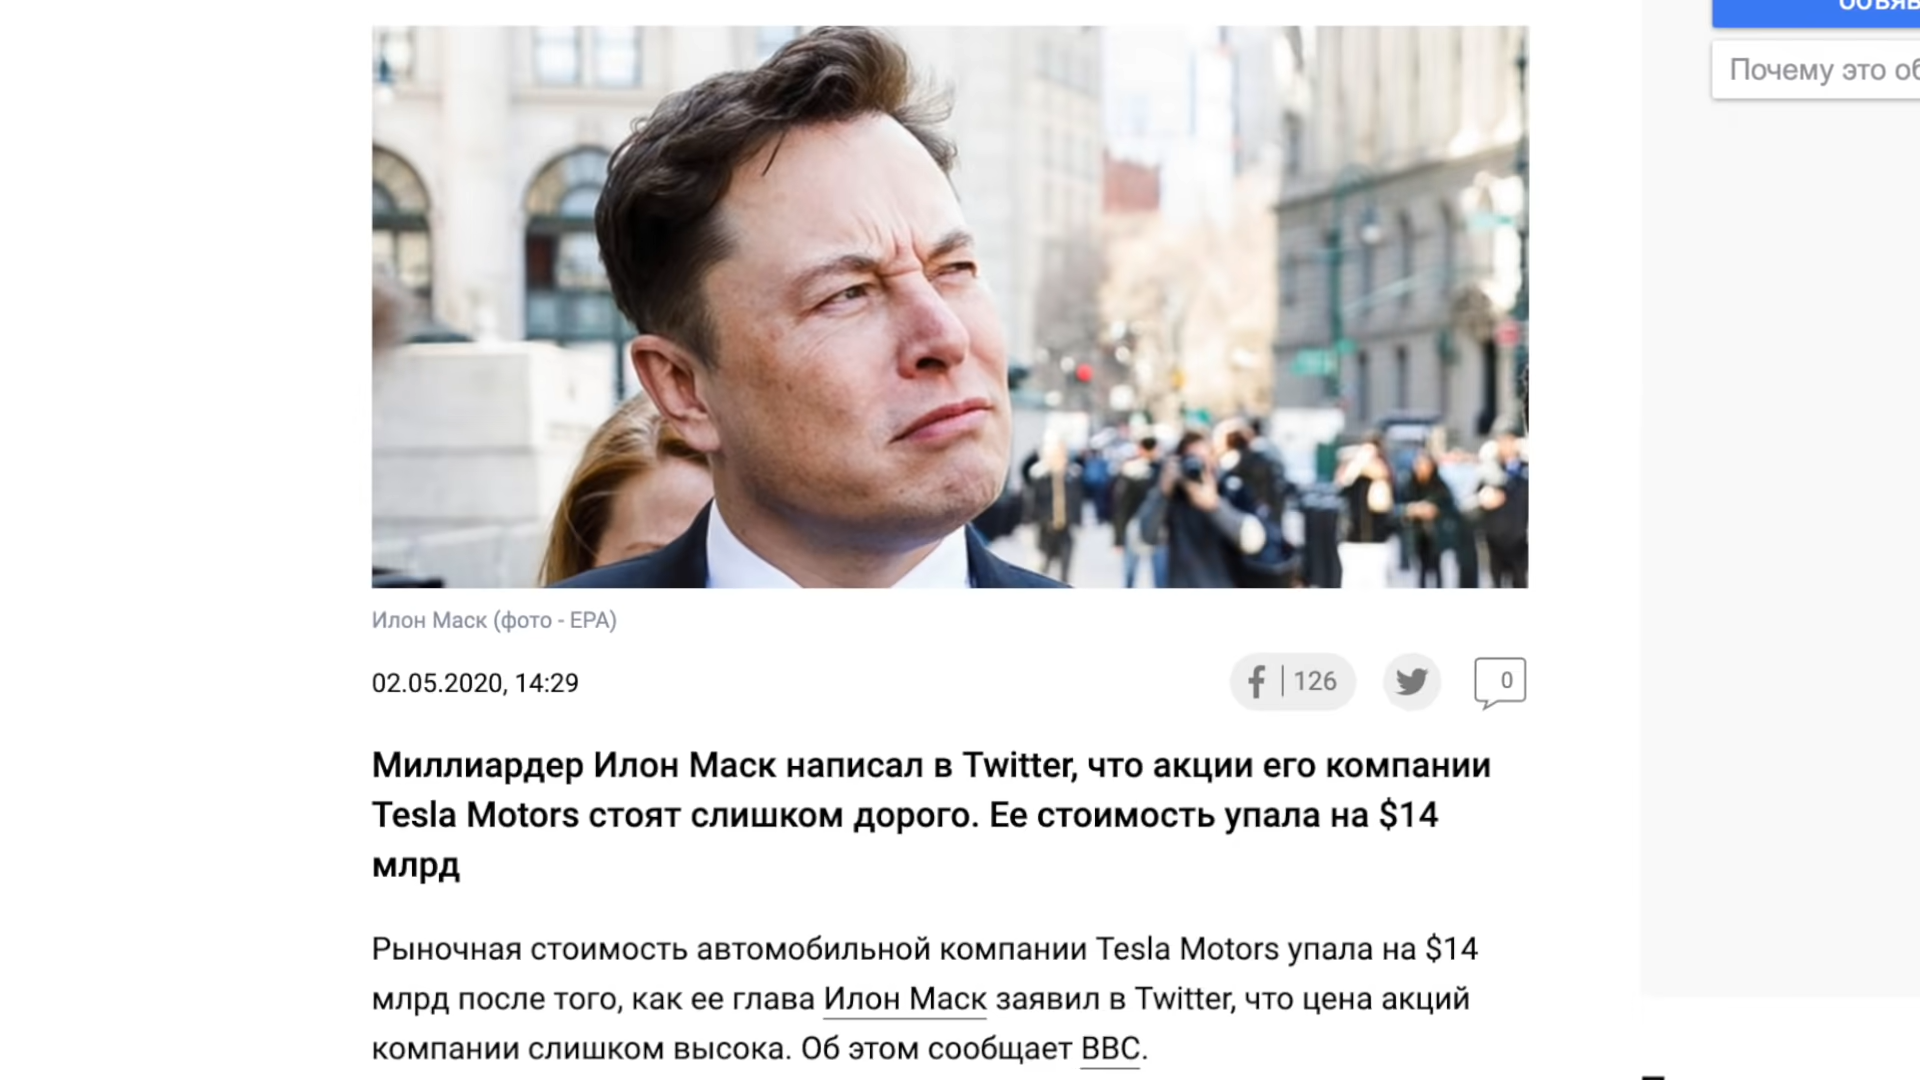 Почему это об
Илон Маск (фото - EPA)
02.05.2020, 14:29
126
0
Миллиардер Илон Маск написал в Twitter, что акции его компании
Tesla Motors стоят слишком дорого. Ее стоимость упала на $14
млрд
Рыночная стоимость автомобильной компании Tesla Motors упала на $14
млрд после того, как ее глава Илон Маск заявил в Twitter, что цена акций
компании слишком высока. Об этом сообщает BBC.